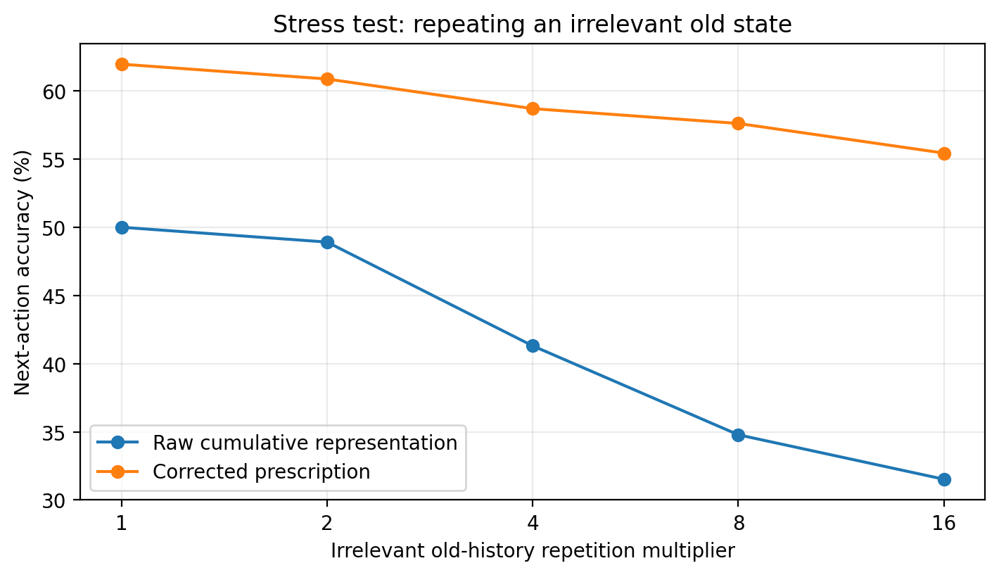 Stress test: repeating an irrelevant old state
Next-action accuracy (%)
60
55
50
45
40
35
30
Raw cumulative representation
Corrected prescription
1 2 4 8 16
Irrelevant old-history repetition multiplier